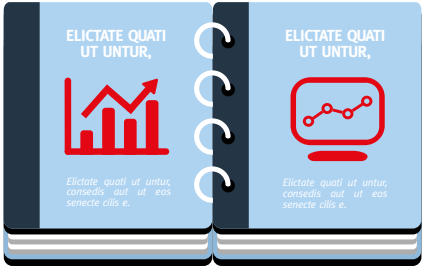 ELICTATE QUATI
UT UNTUR,
Elictate quati ut untur,
consedis aut ut eos
senecte cilis e.
ELICTATE QUATI
UT UNTUR,
Elictate quati ut untur,
consedis aut ut eos
senecte cilis e.